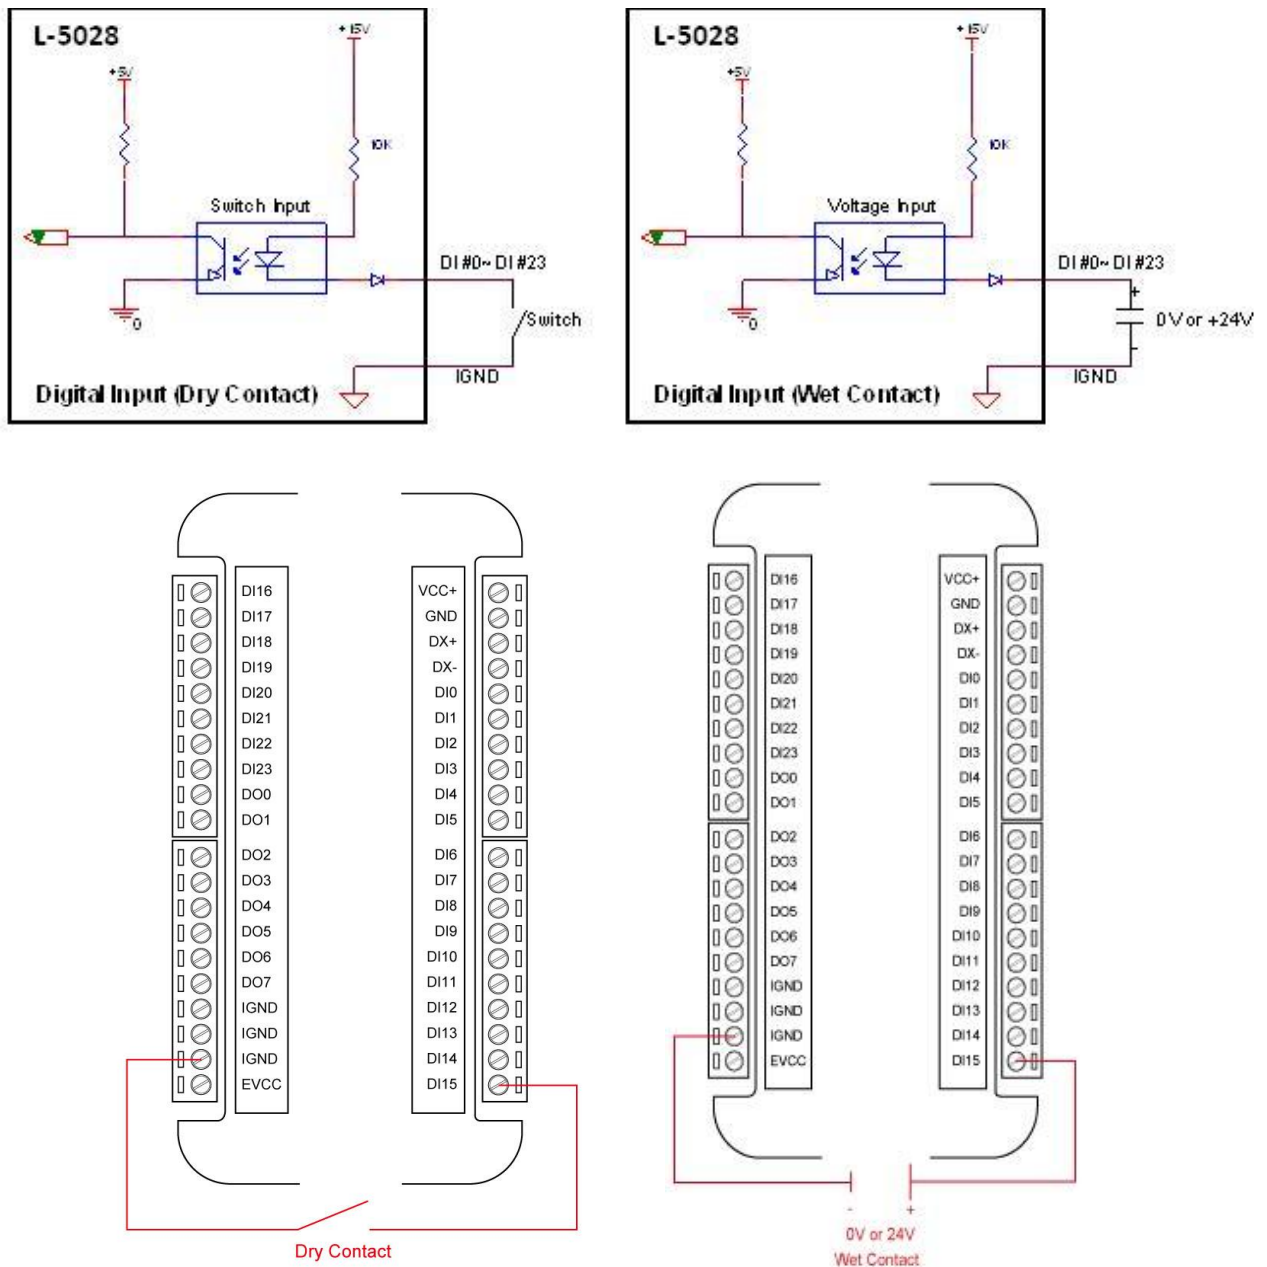 L-5028
+15V
+5V
10K
Switch Input
DI #0~ DI #23
Switch
0
IGND
Digital Input (Dry Contact)
L-5028
+15V
+5V
10K
Voltage Input
DI #0~ DI #23
+
0V or +24V
-
0
IGND
Digital Input (Wet Contact)
DI16
DI17
DI18
DI19
DI20
DI21
DI22
DI23
DO0
DO1
DO2
DO3
DO4
DO5
DO6
DO7
IGND
IGND
IGND
EVCC
VCC+
GND
DX+
DX-
DI0
DI1
DI2
DI3
DI4
DI5
DI6
DI7
DI8
DI9
DI10
DI11
DI12
DI13
DI14
DI15
Dry Contact
DI16
DI17
DI18
DI19
DI20
DI21
DI22
DI23
DO0
DO1
DO2
DO3
DO4
DO5
DO6
DO7
IGND
IGND
IGND
EVCC
VCC+
GND
DX+
DX-
DI0
DI1
DI2
DI3
DI4
DI5
DI6
DI7
DI8
DI9
DI10
DI11
DI12
DI13
DI14
DI15
- +
0V or 24V
Wet Contact